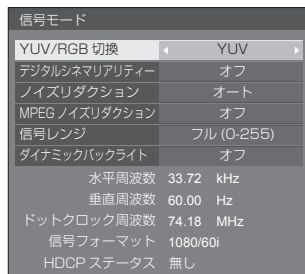 信号モード
YUV/RGB 切換 YUV
デジタルシネマリアリティー オフ
ノイズリダクション オート
MPEG ノイズリダクション オフ
信号レンジ フル (0-255)
ダイナミックバックライト オフ
水平周波数 33.72 kHz
垂直周波数 60.00 Hz
ドットクロック周波数 74.18 MHz
信号フォーマット 1080/60i
HDCP ステータス 無し